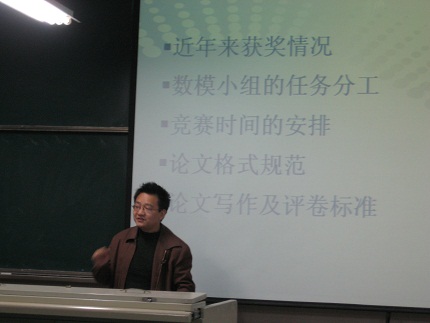 ▪近年来获奖情况
▪数模小组的任务分工
▪竞赛时间的安排
▪论文格式规范
论文写作及评卷标准